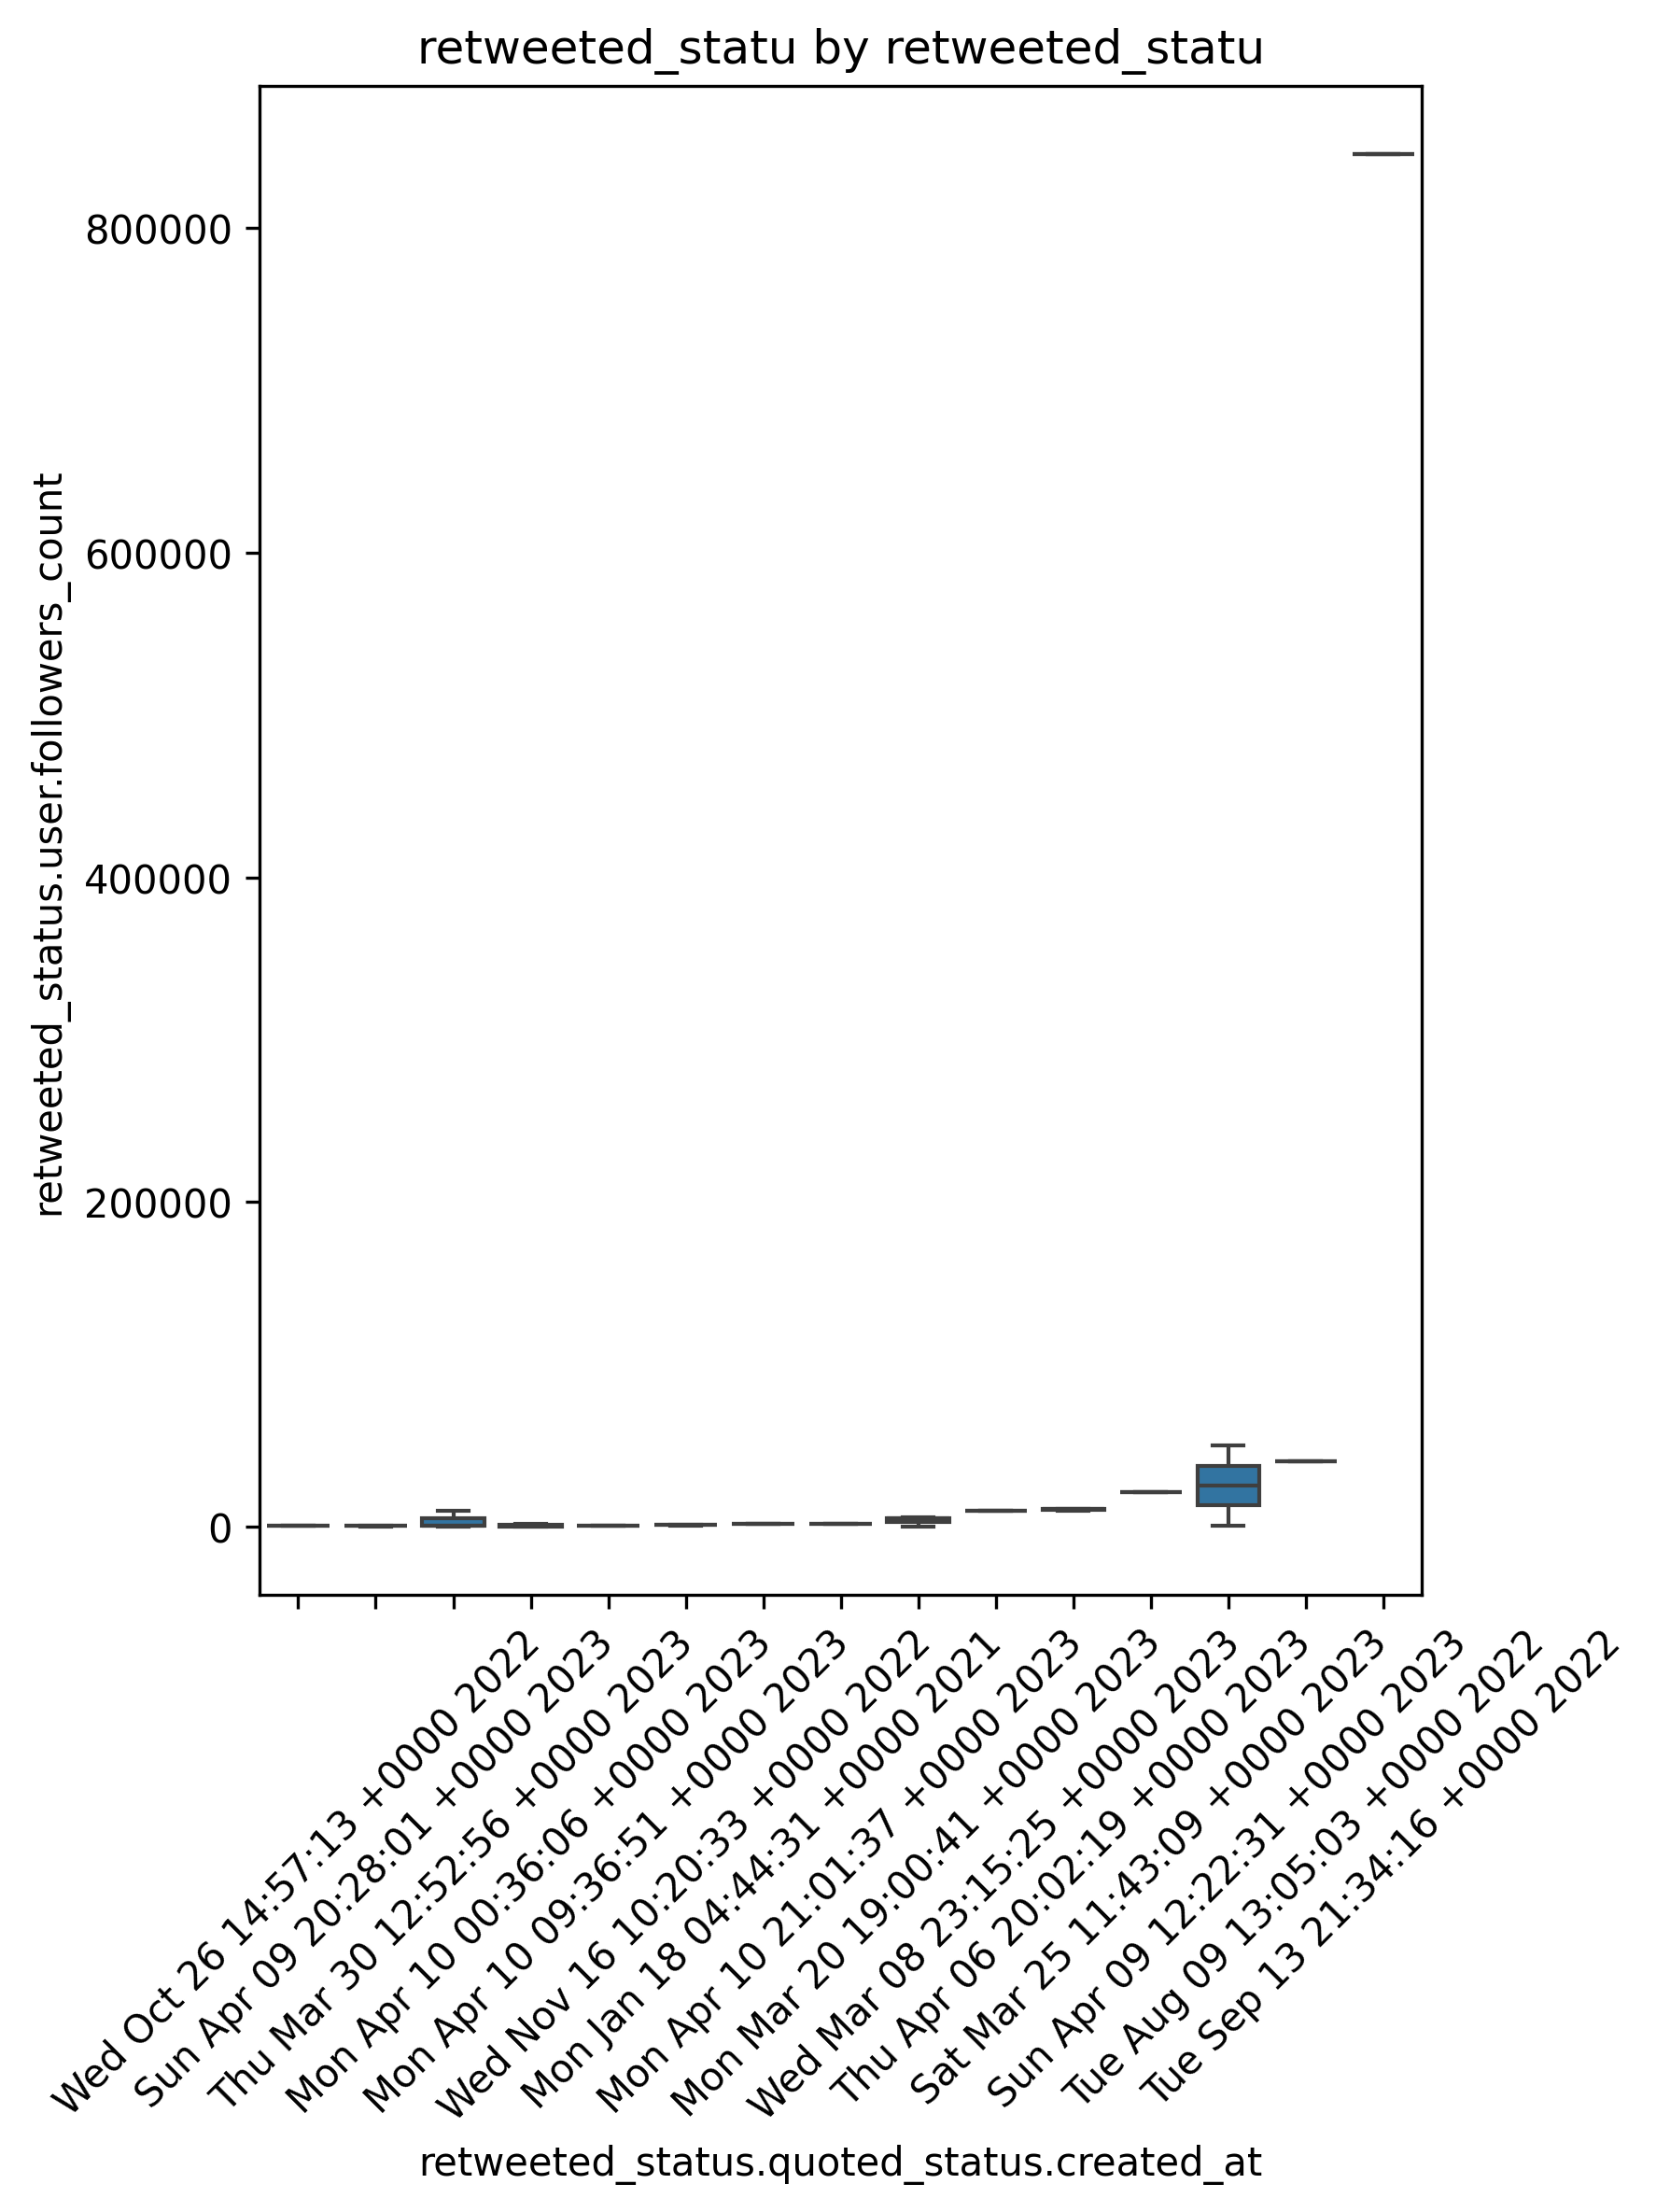 retweeted_statu by retweeted_statu
retweeted_status.user.followers_count
800000
600000
400000
200000
0
Wed Oct 26 14:57:13 +0000 2022
Sun Apr 09 20:28:01 +0000 2023
Thu Mar 30 12:52:56 +0000 2023
Mon Apr 10 00:36:06 +0000 2023
Mon Apr 10 09:36:51 +0000 2023
Wed Nov 16 10:20:33 +0000 2022
Mon Jan 18 04:44:31 +0000 2021
Mon Apr 10 21:01:37 +0000 2023
Mon Mar 20 19:00:41 +0000 2023
Wed Mar 08 23:15:25 +0000 2023
Thu Apr 06 20:02:19 +0000 2023
Sat Mar 25 11:43:09 +0000 2023
Sun Apr 09 12:22:31 +0000 2023
Tue Aug 09 13:05:03 +0000 2022
Tue Sep 13 21:34:16 +0000 2022
retweeted_status.quoted_status.created_at